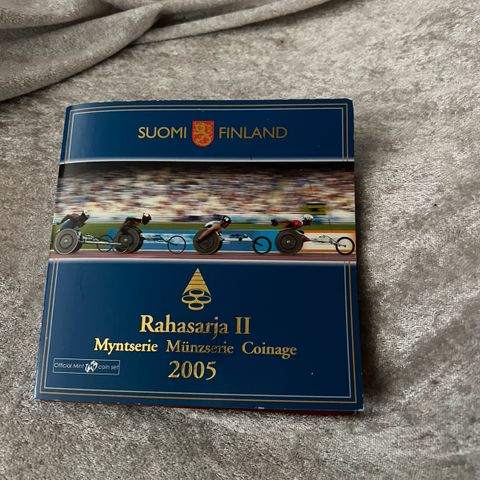 SUOMI FINLAND
Rahasarja II
Myntserie Münzserie Coinage
2005
Official Mint coin set